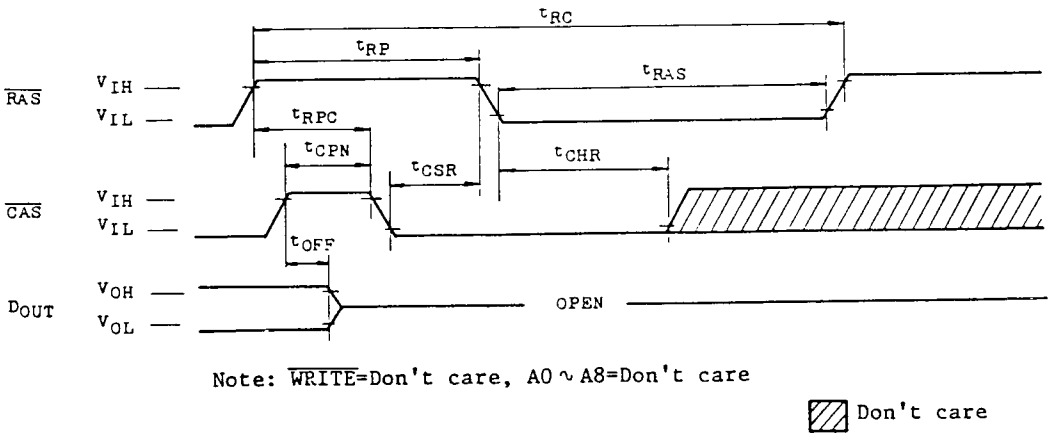 tRC
tRP
tRAS
RAS
VIH
VIL
tRPC
tCPN
tCSR
tCHR
CAS
VIH
VIL
tOFF
DOUT
VOH
VOL
OPEN
Note: WRITE=Don't care, A0 ~ A8=Don't care
Don't care